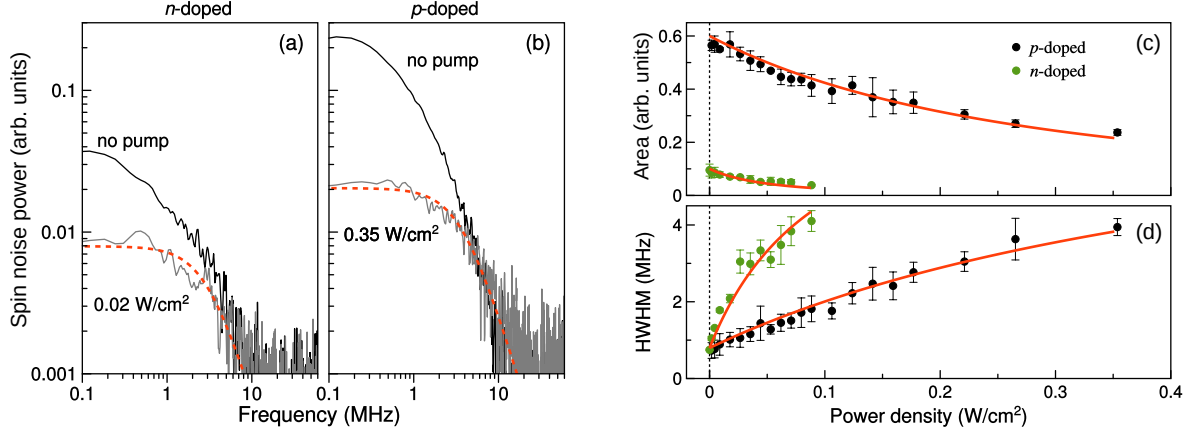 n-doped
p-doped
(a)
(b)
no pump
no pump
0.02 W/cm²
0.35 W/cm²
0.1
0.01
0.001
Spin noise power (arb. units)
0.1
1
10
0.1
1
10
Frequency (MHz)
(c)
p-doped
n-doped
0.6
0.4
0.2
0
Area (arb. units)
(d)
4
2
0
HWHM (MHz)
0
0.1
0.2
0.3
0.4
Power density (W/cm²)